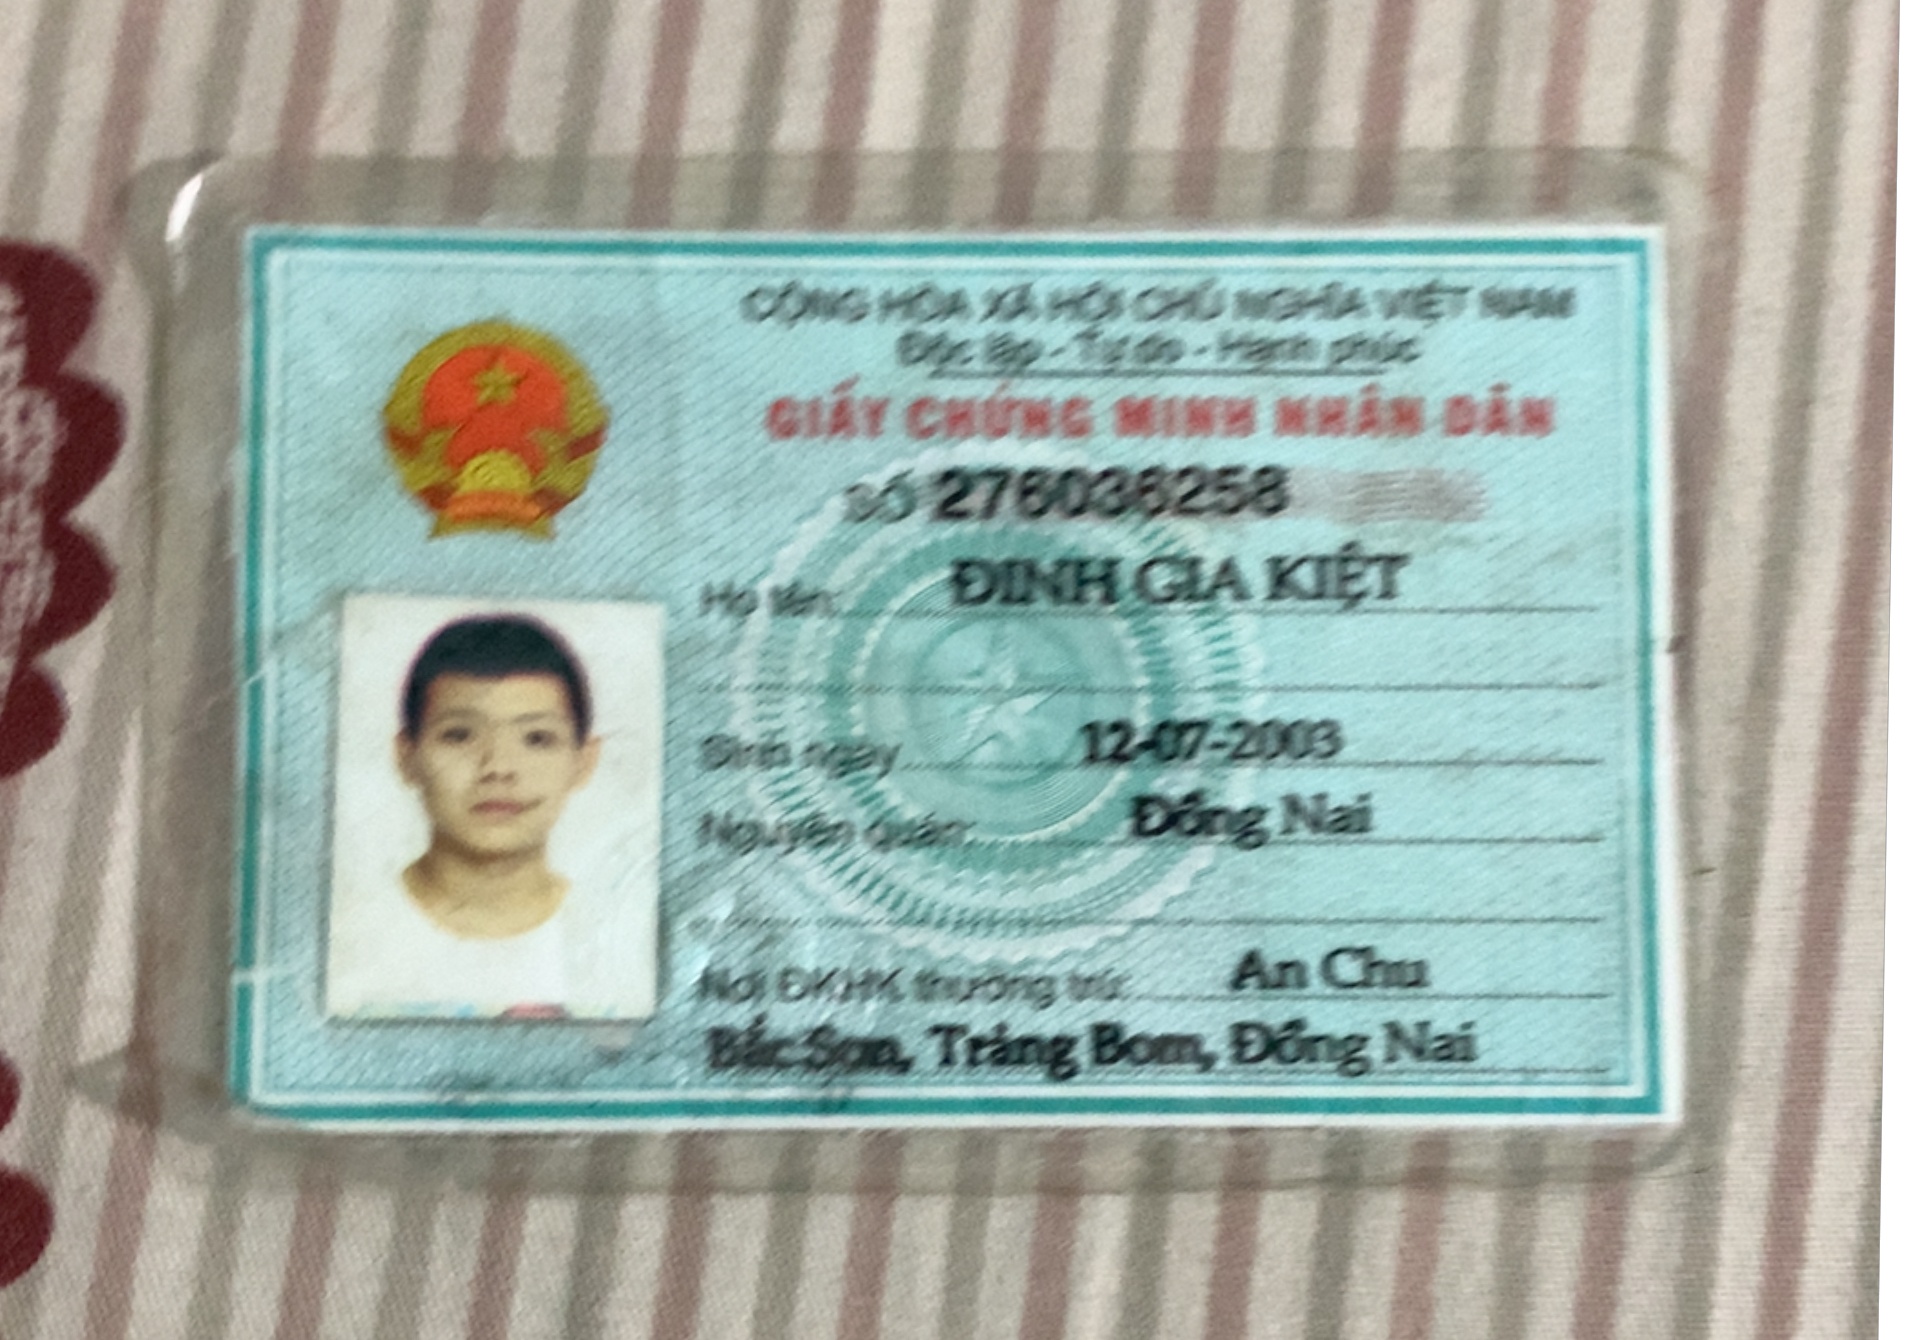 CỘNG HÒA XÃ HỘI CHỦ NGHĨA VIỆT NAM
Độc lập - Tự do - Hạnh phúc
GIẤY CHỨNG MINH NHÂN DÂN
SỐ 276036258
Họ tên: ĐINH GIA KIỆT
Sinh ngày 12-07-2003
Nguyên quán: Đồng Nai
Nơi ĐKHK thường trú: An Chu
Bắc Sơn, Trảng Bom, Đồng Nai